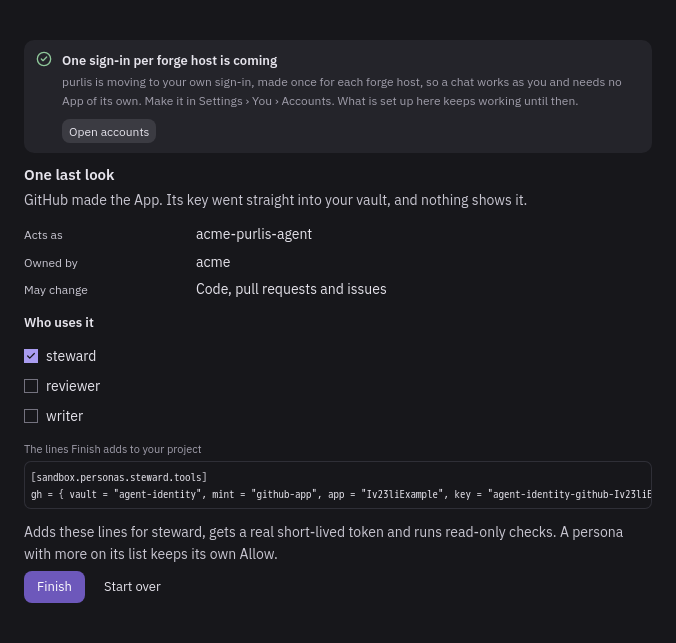 One sign-in per forge host is coming
purlis is moving to your own sign-in, made once for each forge host, so a chat works as you and needs no
App of its own. Make it in Settings › You › Accounts. What is set up here keeps working until then.
Open accounts
One last look
GitHub made the App. Its key went straight into your vault, and nothing shows it.
Acts as acme-purlis-agent
Owned by acme
May change Code, pull requests and issues
Who uses it
steward
reviewer
writer
The lines Finish adds to your project
[sandbox.personas.steward.tools]
gh = { vault = "agent-identity", mint = "github-app", app = "Iv23liExample", key = "agent-identity-github-Iv23liE
Adds these lines for steward, gets a real short-lived token and runs read-only checks. A persona
with more on its list keeps its own Allow.
Finish Start over